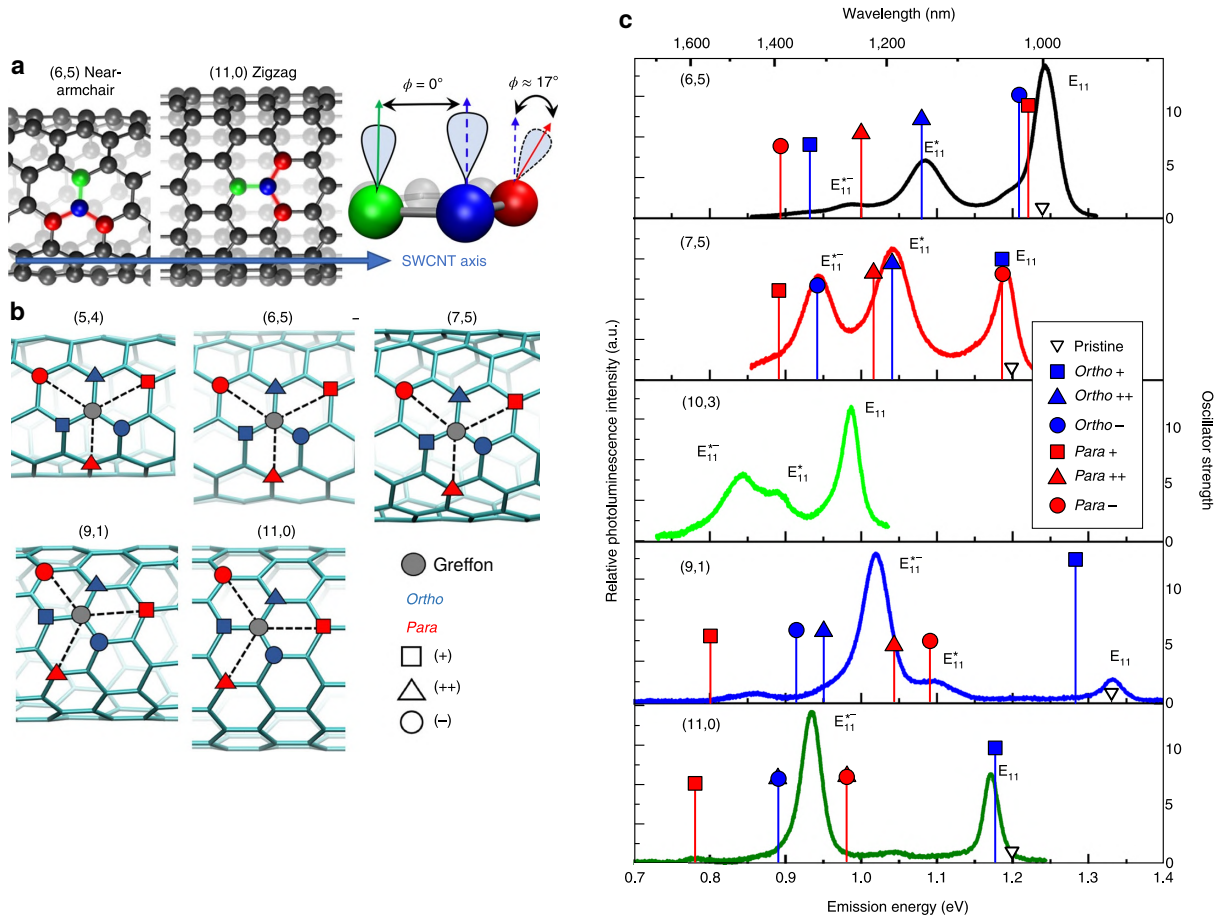 a
(6,5) Near-
armchair
(11,0) Zigzag
ϕ = 0°
ϕ ≈ 17°
SWCNT axis
b
(5,4)
(6,5)
–
(7,5)
(9,1)
(11,0)
Greffon
Ortho
Para
(+)
(++)
(–)
c
Wavelength (nm)
1,600 1,400 1,200 1,000
(6,5)
E11
E*11
E*–11
10
5
0
(7,5)
E*–11
E*11
E11
Pristine
Ortho +
Ortho ++
Ortho –
Para +
Para ++
Para –
(10,3)
E11
E*–11
E*11
10
5
0
(9,1)
E*–11
E*11
E11
10
5
0
(11,0)
E*–11
E11
10
5
0
0.7 0.8 0.9 1.0 1.1 1.2 1.3 1.4
Emission energy (eV)
Relative photoluminescence intensity (a.u.)
Oscillator strength